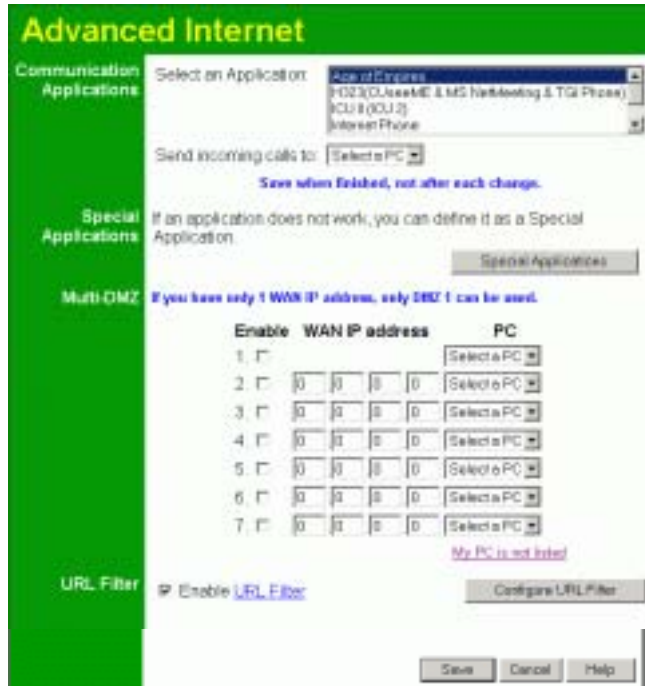 Advanced Internet
Communication Applications
Select an Application:
Age of Empires
H323(CUseeME & MS NetMeeting & TGI Phone)
ICU II (ICU 2)
Internet Phone
Send incoming calls to: Select a PC
Save when finished, not after each change.
Special Applications
If an application does not work, you can define it as a Special Application.
Special Applications
Multi-DMZ
If you have only 1 WAN IP address, only DMZ 1 can be used.
Enable WAN IP address PC
1. Select a PC
2. 0 0 0 0 Select a PC
3. 0 0 0 0 Select a PC
4. 0 0 0 0 Select a PC
5. 0 0 0 0 Select a PC
6. 0 0 0 0 Select a PC
7. 0 0 0 0 Select a PC
My PC is not listed
URL Filter
Enable URL Filter
Configure URL Filter
Save Cancel Help